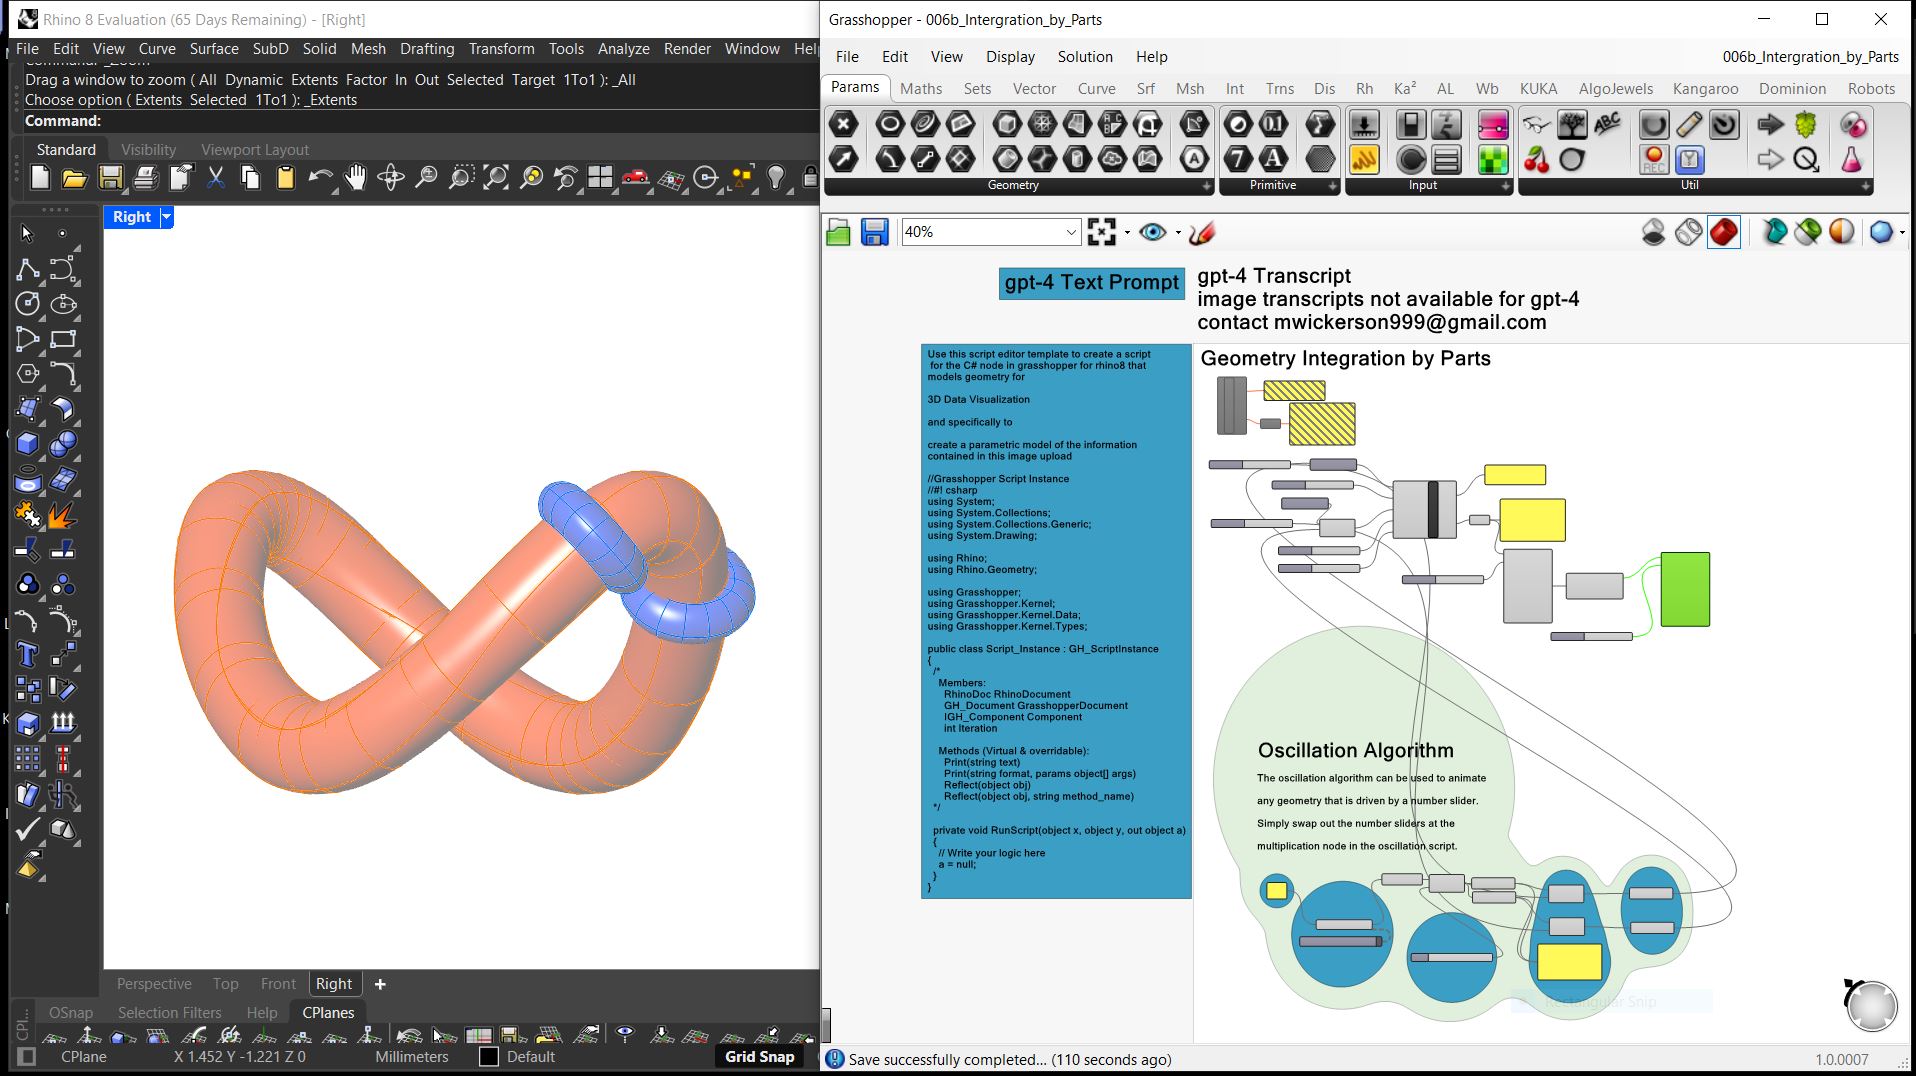 Rhino 8 Evaluation (65 Days Remaining) - [Right]
File Edit View Curve Surface SubD Solid Mesh Drafting Transform Tools Analyze Render Window Help
Drag a window to zoom ( All Dynamic Extents Factor In Out Selected Target 1To1 ): _All
Choose option ( Extents Selected 1To1 ): _Extents
Command:
Standard Visibility Viewport Layout
Right
Perspective Top Front Right
OSnap Selection Filters Help CPlanes
CPlane X 1.452 Y -1.221 Z 0 Millimeters Default Grid Snap
Grasshopper - 006b_Intergration_by_Parts
File Edit View Display Solution Help 006b_Intergration_by_Parts
Params Maths Sets Vector Curve Srf Msh Int Trns Dis Rh Ka² AL Wb KUKA AlgoJewels Kangaroo Dominion Robots
Geometry Primitive Input Util
40%
gpt-4 Text Prompt
gpt-4 Transcript
image transcripts not available for gpt-4
contact mwickerson999@gmail.com
Use this script editor template to create a script
for the C# node in grasshopper for rhino8 that
models geometry for
3D Data Visualization
and specifically to
create a parametric model of the information
contained in this image upload
//Grasshopper Script Instance
//#! csharp
using System;
using System.Collections;
using System.Collections.Generic;
using System.Drawing;
using Rhino;
using Rhino.Geometry;
using Grasshopper;
using Grasshopper.Kernel;
using Grasshopper.Kernel.Data;
using Grasshopper.Kernel.Types;
public class Script_Instance : GH_ScriptInstance
{
/*
Members:
RhinoDoc RhinoDocument
GH_Document GrasshopperDocument
IGH_Component Component
int Iteration
Methods (Virtual & overridable):
Print(string text)
Print(string format, params object[] args)
Reflect(object obj)
Reflect(object obj, string method_name)
*/
private void RunScript(object x, object y, out object a)
{
// Write your logic here
a = null;
}
}
Geometry Integration by Parts
Oscillation Algorithm
The oscillation algorithm can be used to animate
any geometry that is driven by a number slider.
Simply swap out the number sliders at the
multiplication node in the oscillation script.
Rectangular Snip
Save successfully completed... (110 seconds ago)
1.0.0007